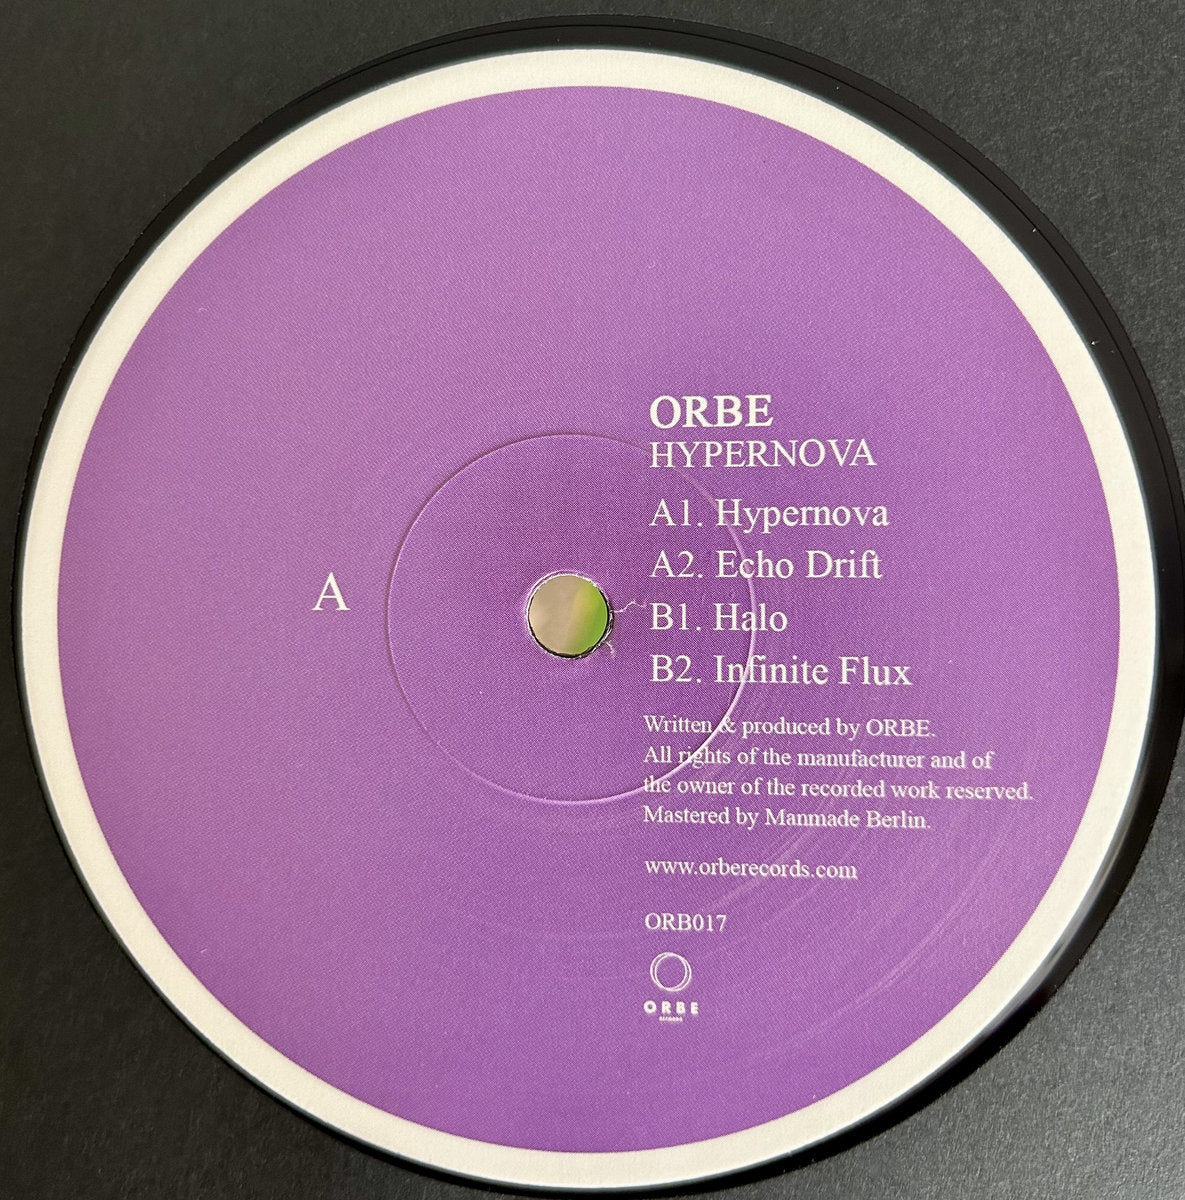 ORBE
HYPERNOVA
A1. Hypernova
A2. Echo Drift
A
B1. Halo
B2. Infinite Flux
Written & produced by ORBE.
All rights of the manufacturer and of
the owner of the recorded work reserved.
Mastered by Manmade Berlin.
www.orberecords.com
ORB017
ORBE
RECORDS